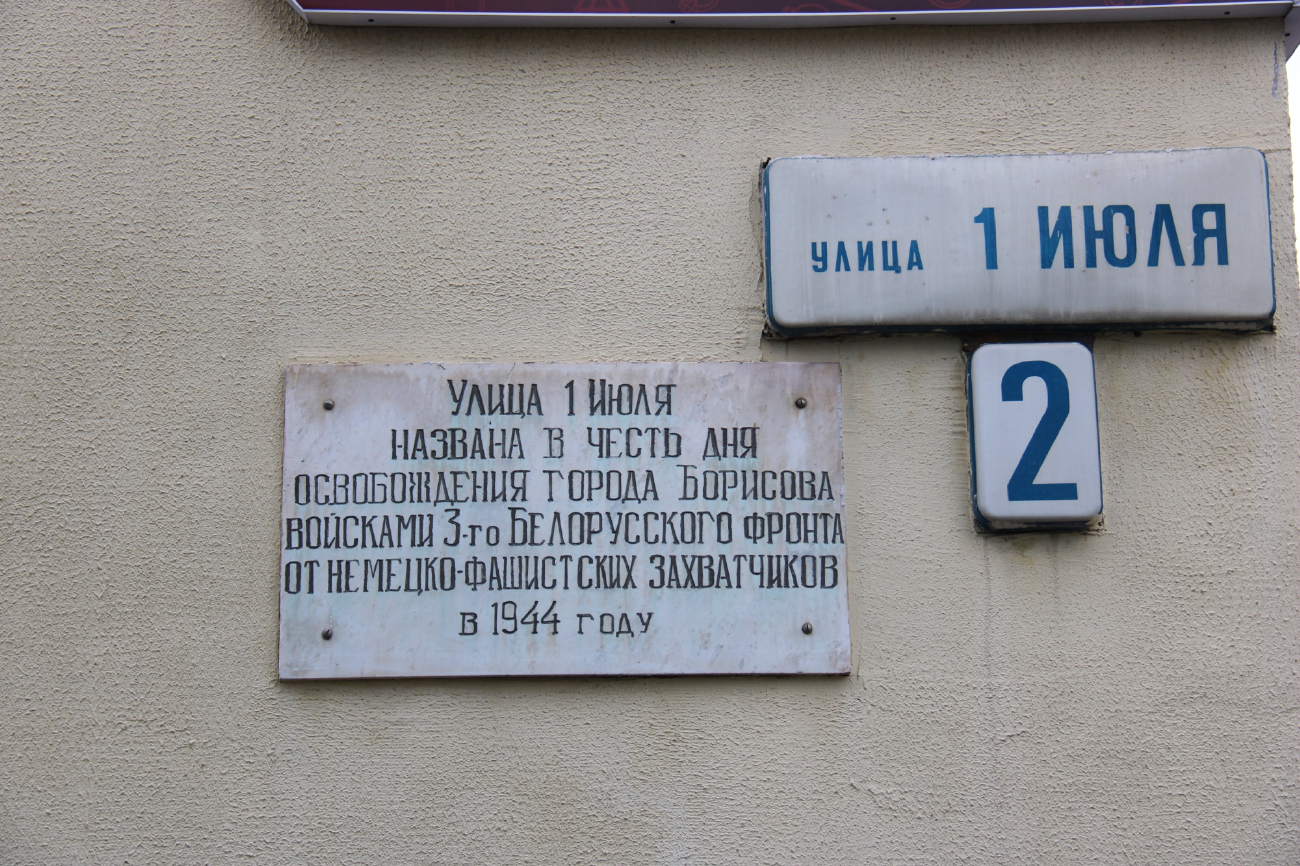 Улица 1 Июля
названа в честь дня
освобождения города Борисова
войсками 3-го Белорусского фронта
от немецко-фашистских захватчиков
в 1944 году
улица 1 ИЮЛЯ
2